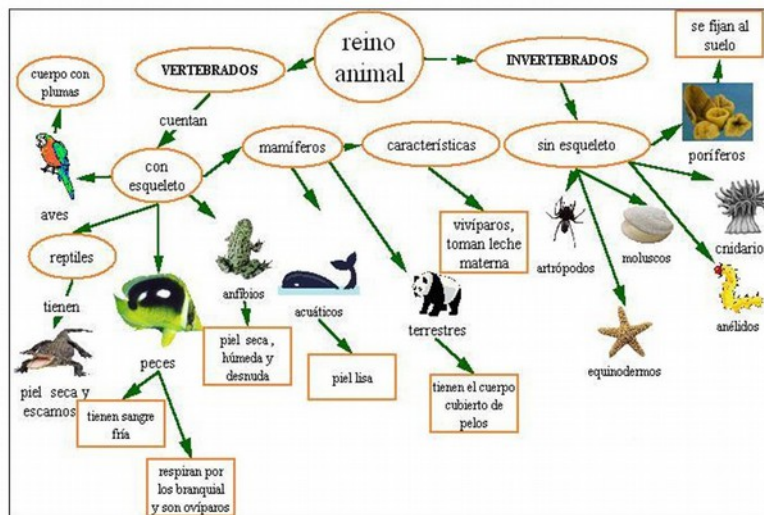 reino
animal
VERTEBRADOS
INVERTEBRADOS
se fijan al
suelo
cuerpo con
plumas
cuentan
con
esqueleto
mamíferos
características
sin esqueleto
poríferos
aves
reptiles
tienen
piel seca y
escamos
peces
tienen sangre
fría
respiran por
los branquial
y son ovíparos
anfibios
piel seca ,
húmeda y
desnuda
acuáticos
piel lisa
vivíparos,
toman leche
materna
terrestres
tienen el cuerpo
cubierto de
pelos
artrópodos
moluscos
cnidario
anélidos
equinodermos